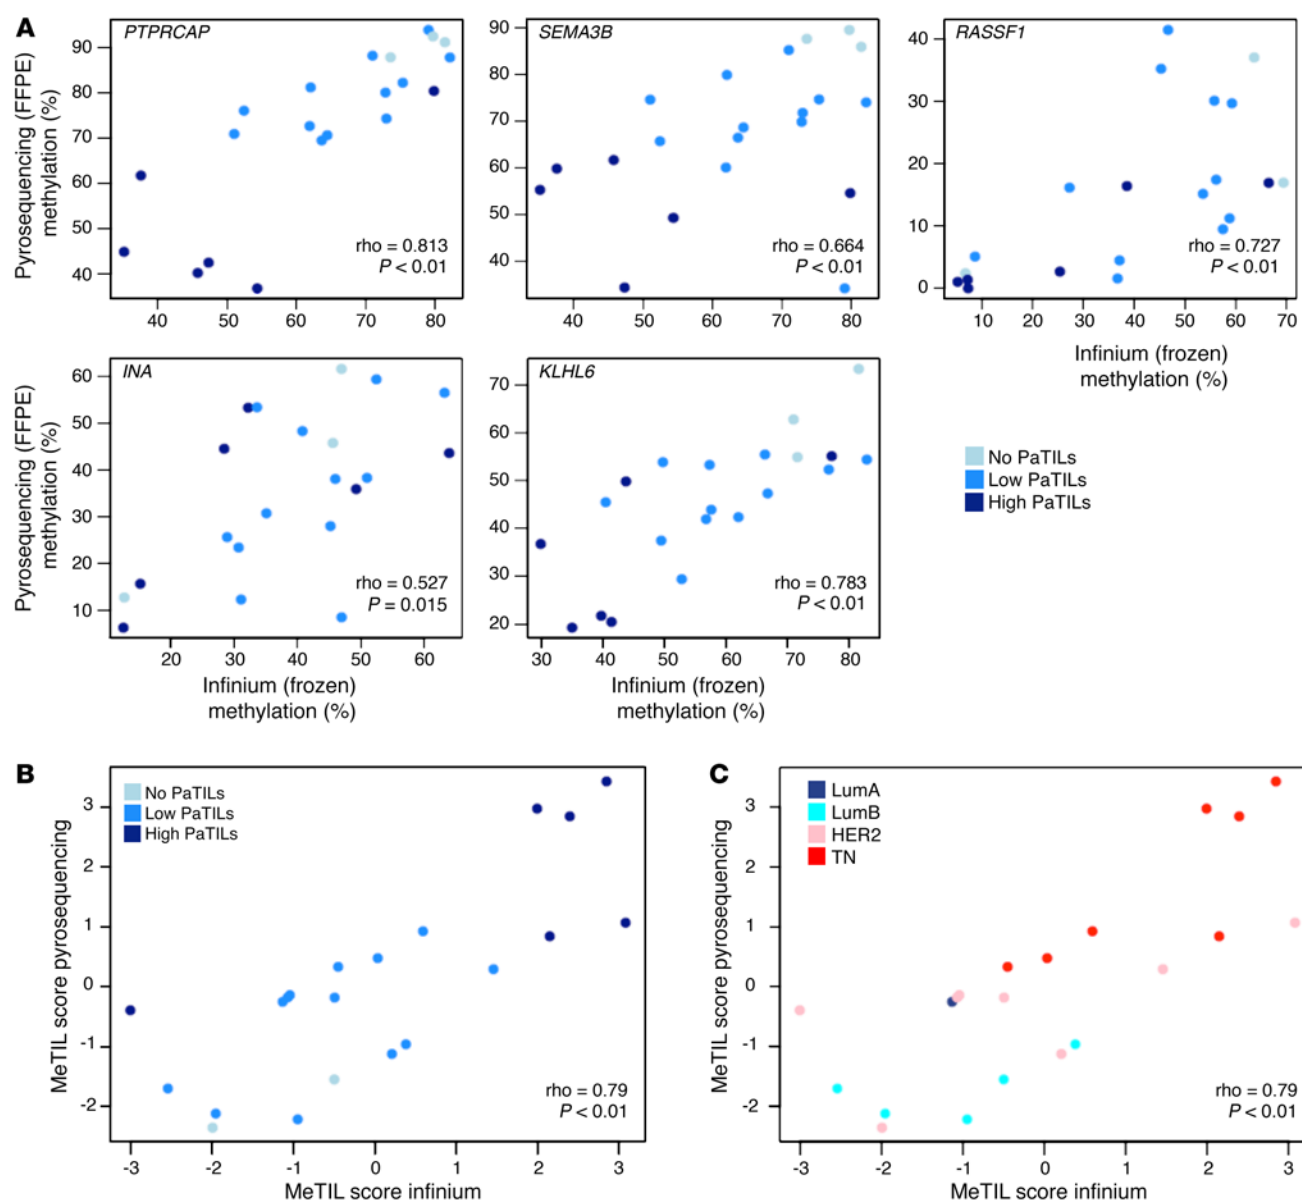 A
PTPRCAP
Pyrosequencing (FFPE)
methylation (%)
90
80
70
60
50
40
40
50
60
70
80
rho = 0.813
P < 0.01
SEMA3B
90
80
70
60
50
40
40
50
60
70
80
rho = 0.664
P < 0.01
RASSF1
40
30
20
10
0
10
20
30
40
50
60
70
rho = 0.727
P < 0.01
Infinium (frozen)
methylation (%)
INA
Pyrosequencing (FFPE)
methylation (%)
60
50
40
30
20
10
20
30
40
50
60
rho = 0.527
P = 0.015
Infinium (frozen)
methylation (%)
KLHL6
70
60
50
40
30
20
30
40
50
60
70
80
rho = 0.783
P < 0.01
Infinium (frozen)
methylation (%)
No PaTILs
Low PaTILs
High PaTILs
B
No PaTILs
Low PaTILs
High PaTILs
MeTIL score pyrosequencing
3
2
1
0
-1
-2
-3
-2
-1
0
1
2
3
rho = 0.79
P < 0.01
MeTIL score infinium
C
LumA
LumB
HER2
TN
MeTIL score pyrosequencing
3
2
1
0
-1
-2
-3
-2
-1
0
1
2
3
rho = 0.79
P < 0.01
MeTIL score infinium